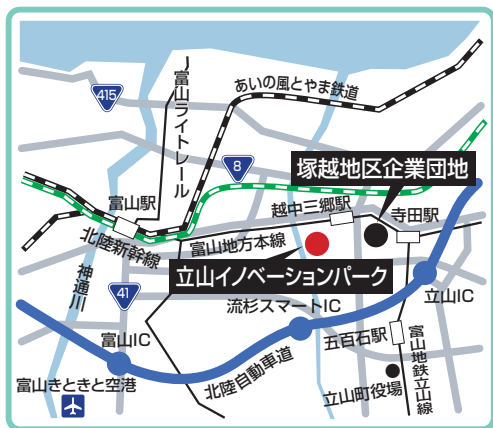 415
富山ライトレール
あいの風とやま鉄道
8
塚越地区企業団地
富山駅
越中三郷駅
寺田駅
北陸新幹線
富山地方本線
立山イノベーションパーク
神通川
41
流杉スマートIC
立山IC
富山IC
五百石駅
富山地鉄立山線
北陸自動車道
富山きときと空港
立山町役場